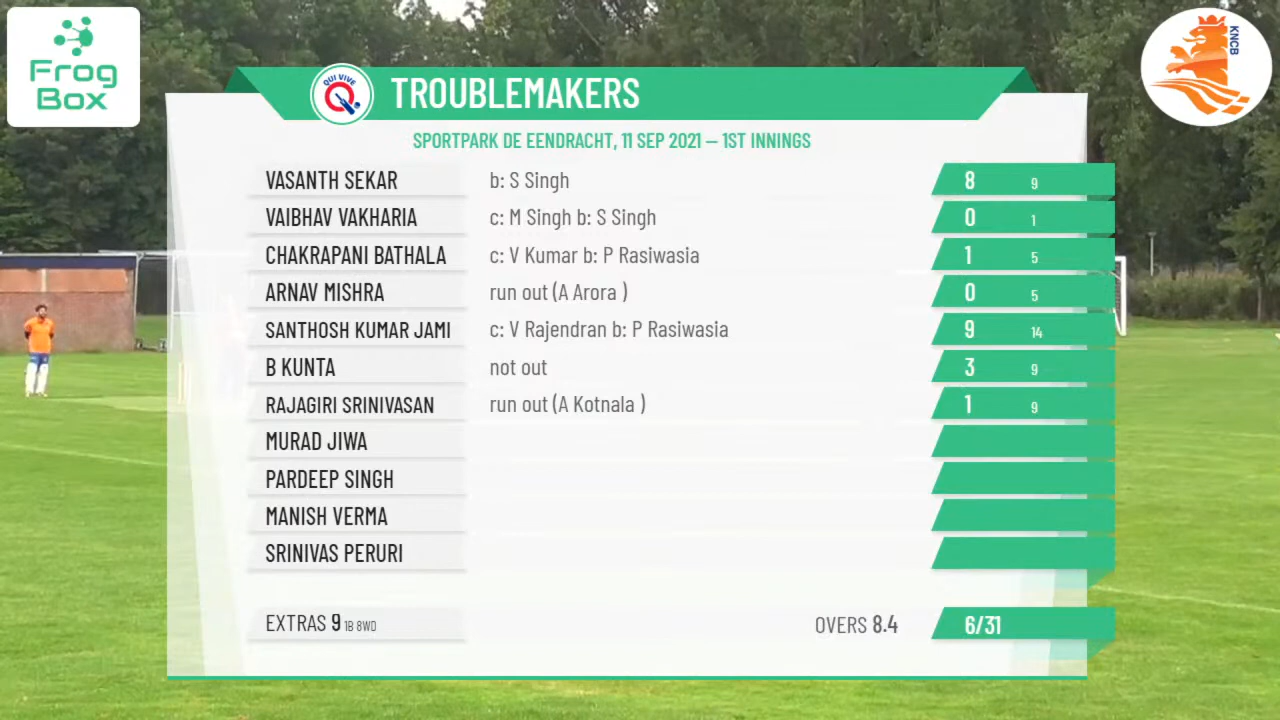 Frog
Box
KNCB
QUI VIVE
TROUBLEMAKERS
SPORTPARK DE EENDRACHT, 11 SEP 2021 – 1ST INNINGS
VASANTH SEKAR b: S Singh 8 9
VAIBHAV VAKHARIA c: M Singh b: S Singh 0 1
CHAKRAPANI BATHALA c: V Kumar b: P Rasiwasia 1 5
ARNAV MISHRA run out (A Arora ) 0 5
SANTHOSH KUMAR JAMI c: V Rajendran b: P Rasiwasia 9 14
B KUNTA not out 3 9
RAJAGIRI SRINIVASAN run out (A Kotnala ) 1 9
MURAD JIWA
PARDEEP SINGH
MANISH VERMA
SRINIVAS PERURI
EXTRAS 9 1B 8WD OVERS 8.4 6/31